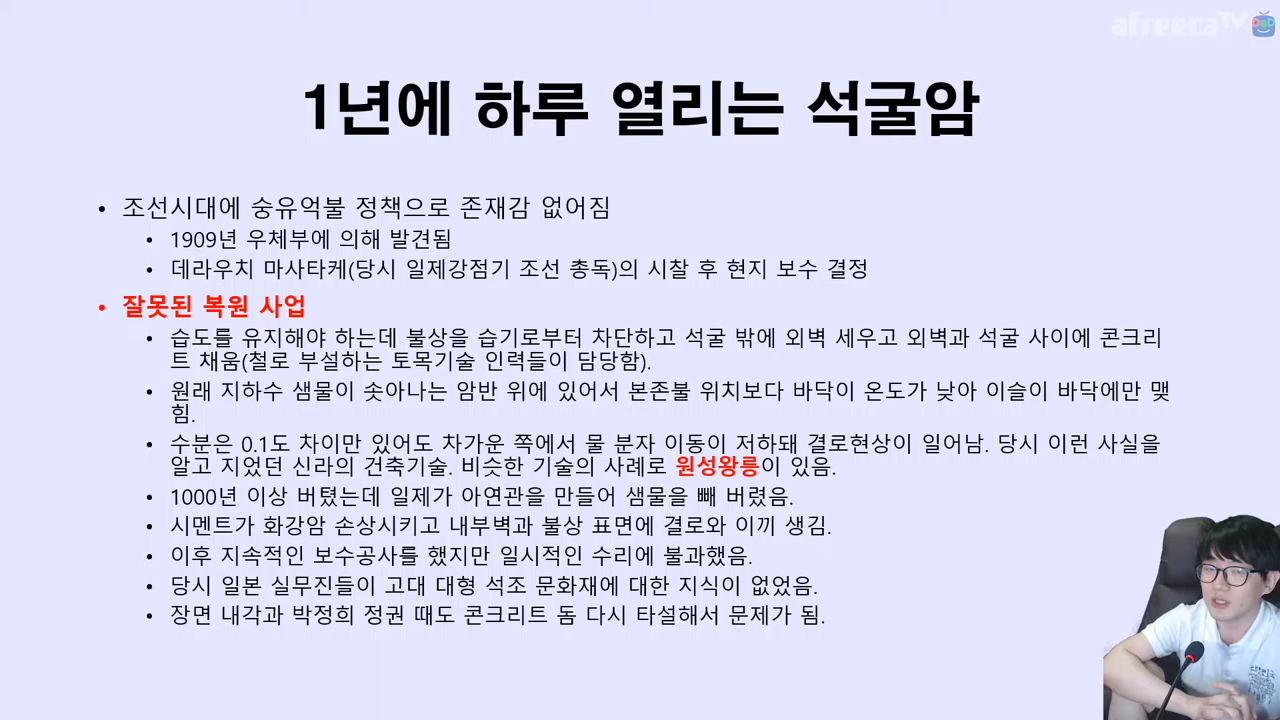 afreecaTV
1년에 하루 열리는 석굴암
• 조선시대에 숭유억불 정책으로 존재감 없어짐
• 1909년 우체부에 의해 발견됨
• 데라우치 마사타케(당시 일제강점기 조선 총독)의 시찰 후 현지 보수 결정
• 잘못된 복원 사업
• 습도를 유지해야 하는데 불상을 습기로부터 차단하고 석굴 밖에 외벽 세우고 외벽과 석굴 사이에 콘크리
트 채움(철로 부설하는 토목기술 인력들이 담당함).
• 원래 지하수 샘물이 솟아나는 암반 위에 있어서 본존불 위치보다 바닥이 온도가 낮아 이슬이 바닥에만 맺
힘.
• 수분은 0.1도 차이만 있어도 차가운 쪽에서 물 분자 이동이 저하돼 결로현상이 일어남. 당시 이런 사실을
알고 지었던 신라의 건축기술. 비슷한 기술의 사례로 원성왕릉이 있음.
• 1000년 이상 버텼는데 일제가 아연관을 만들어 샘물을 빼 버렸음.
• 시멘트가 화강암 손상시키고 내부벽과 불상 표면에 결로와 이끼 생김.
• 이후 지속적인 보수공사를 했지만 일시적인 수리에 불과했음.
• 당시 일본 실무진들이 고대 대형 석조 문화재에 대한 지식이 없었음.
• 장면 내각과 박정희 정권 때도 콘크리트 돔 다시 타설해서 문제가 됨.